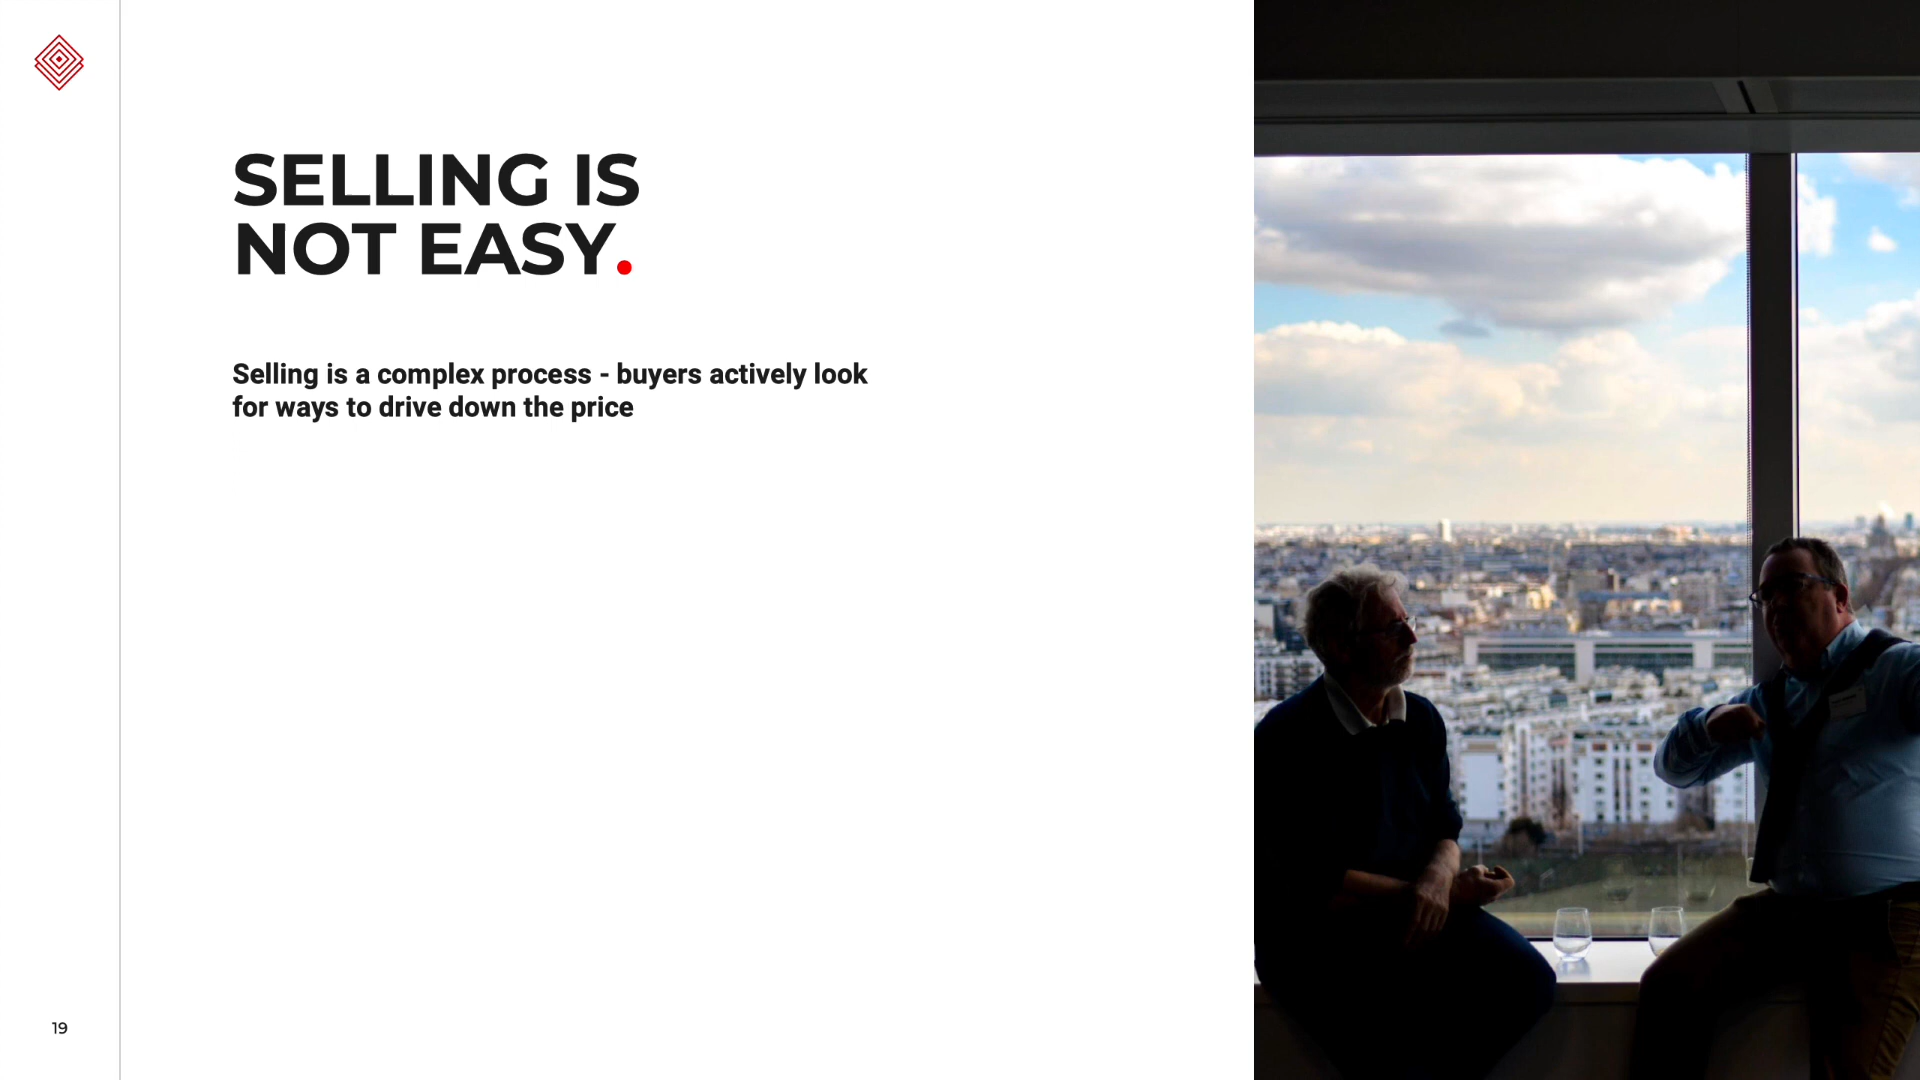 SELLING IS
NOT EASY.
Selling is a complex process - buyers actively look
for ways to drive down the price
19